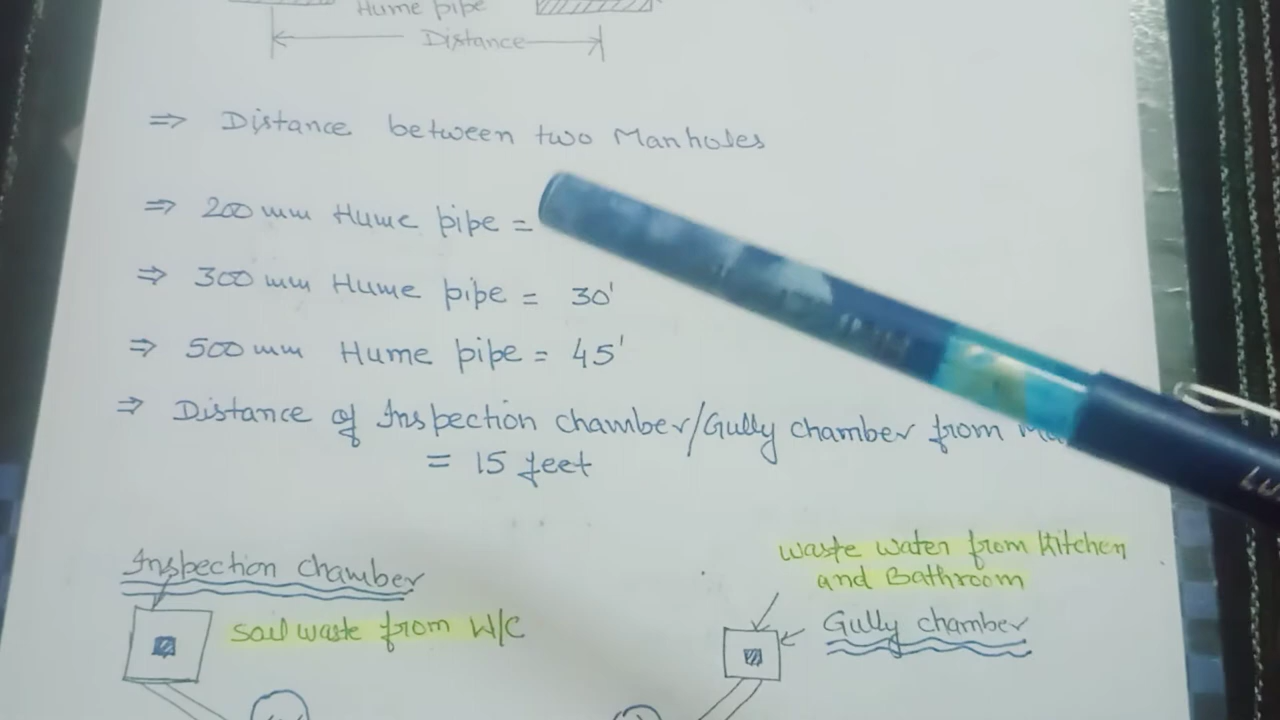 Hume pipe
Distance
⇒ Distance between two Manholes
⇒ 200 mm Hume pipe =
⇒ 300 mm Hume pipe = 30'
⇒ 500 mm Hume pipe = 45'
⇒ Distance of Inspection chamber/Gully chamber from
= 15 feet
waste water from Kitchen
and Bathroom
Inspection chamber
Gully chamber
Soil waste from W/C